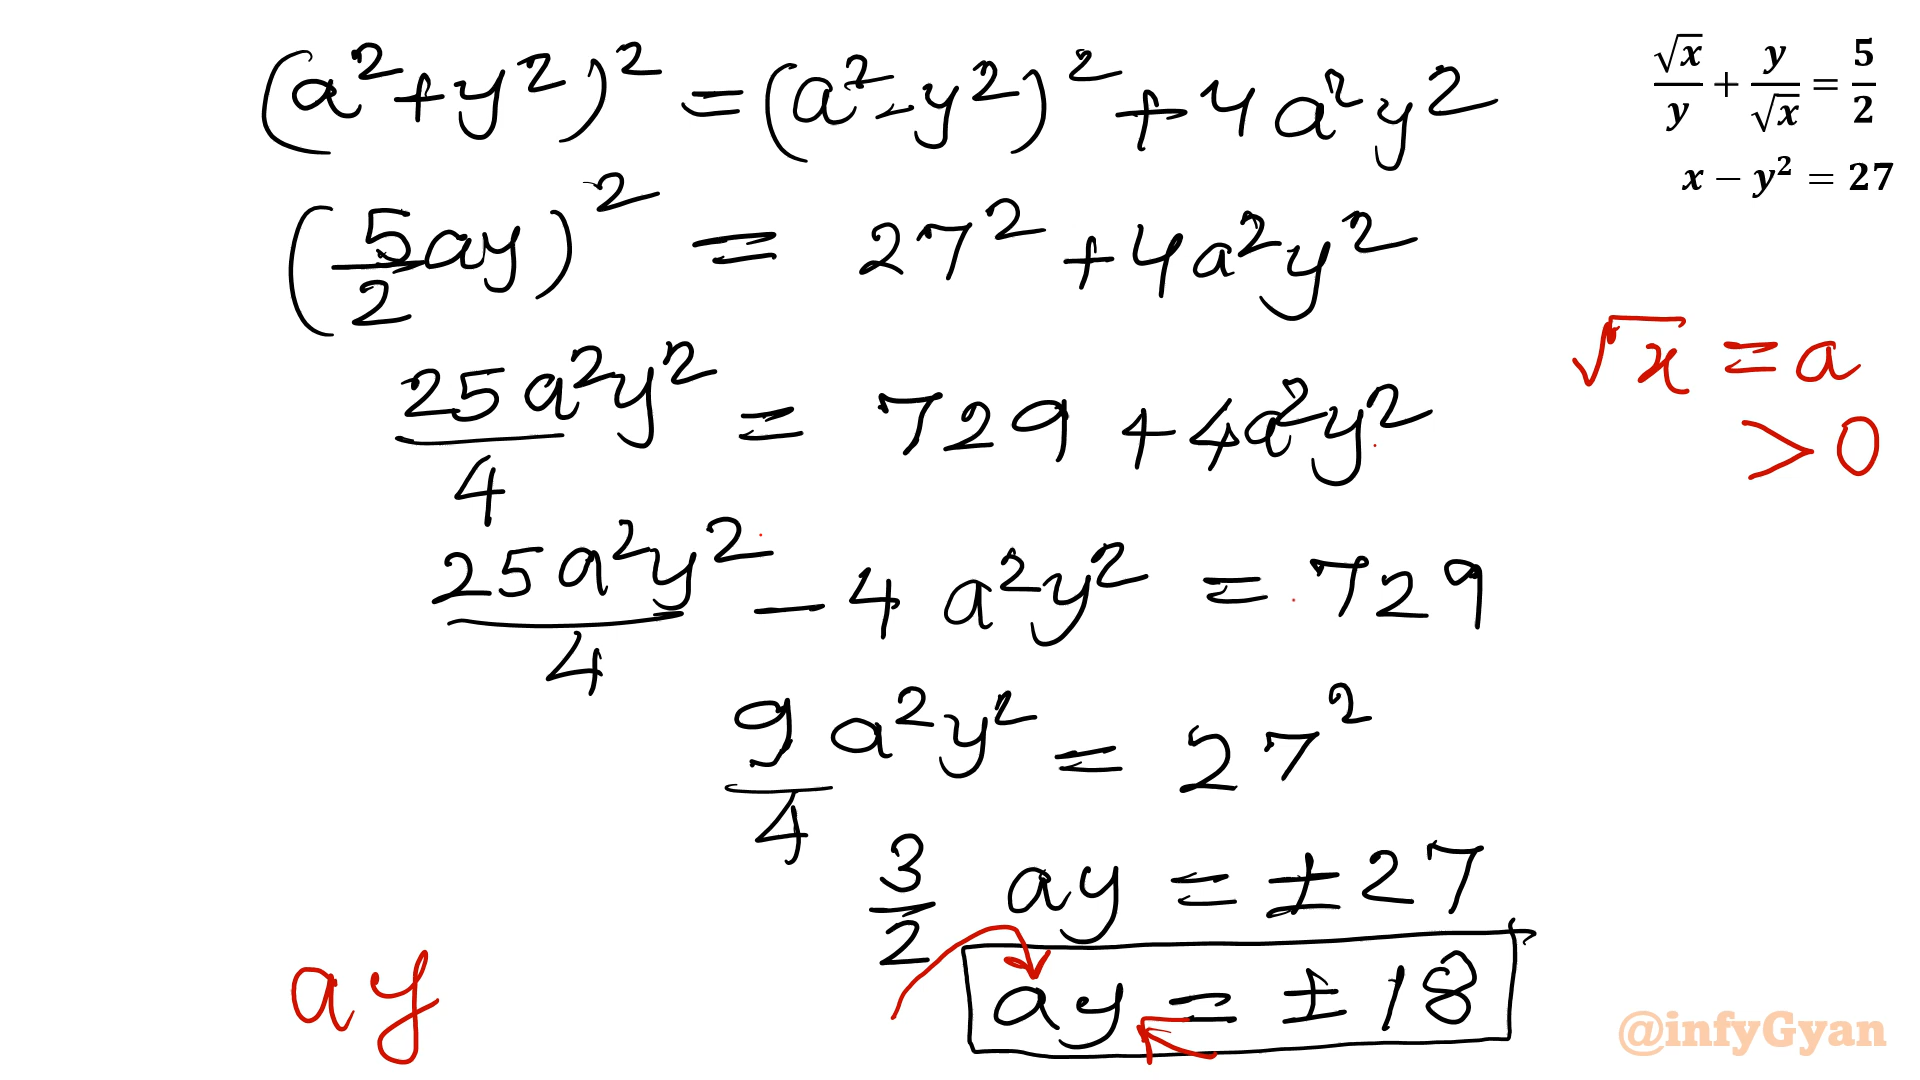 (a²+y²)² = (a²-y²)² + 4a²y²
(5/2 ay)² = 27² + 4a²y²
25a²y²/4 = 729 + 4a²y²
25a²y²/4 - 4a²y² = 729
9/4 a²y² = 27²
3/2 ay = ±27
ay = ±18
√x/y + y/√x = 5/2
x − y² = 27
√x = a
> 0
ay
@infyGyan